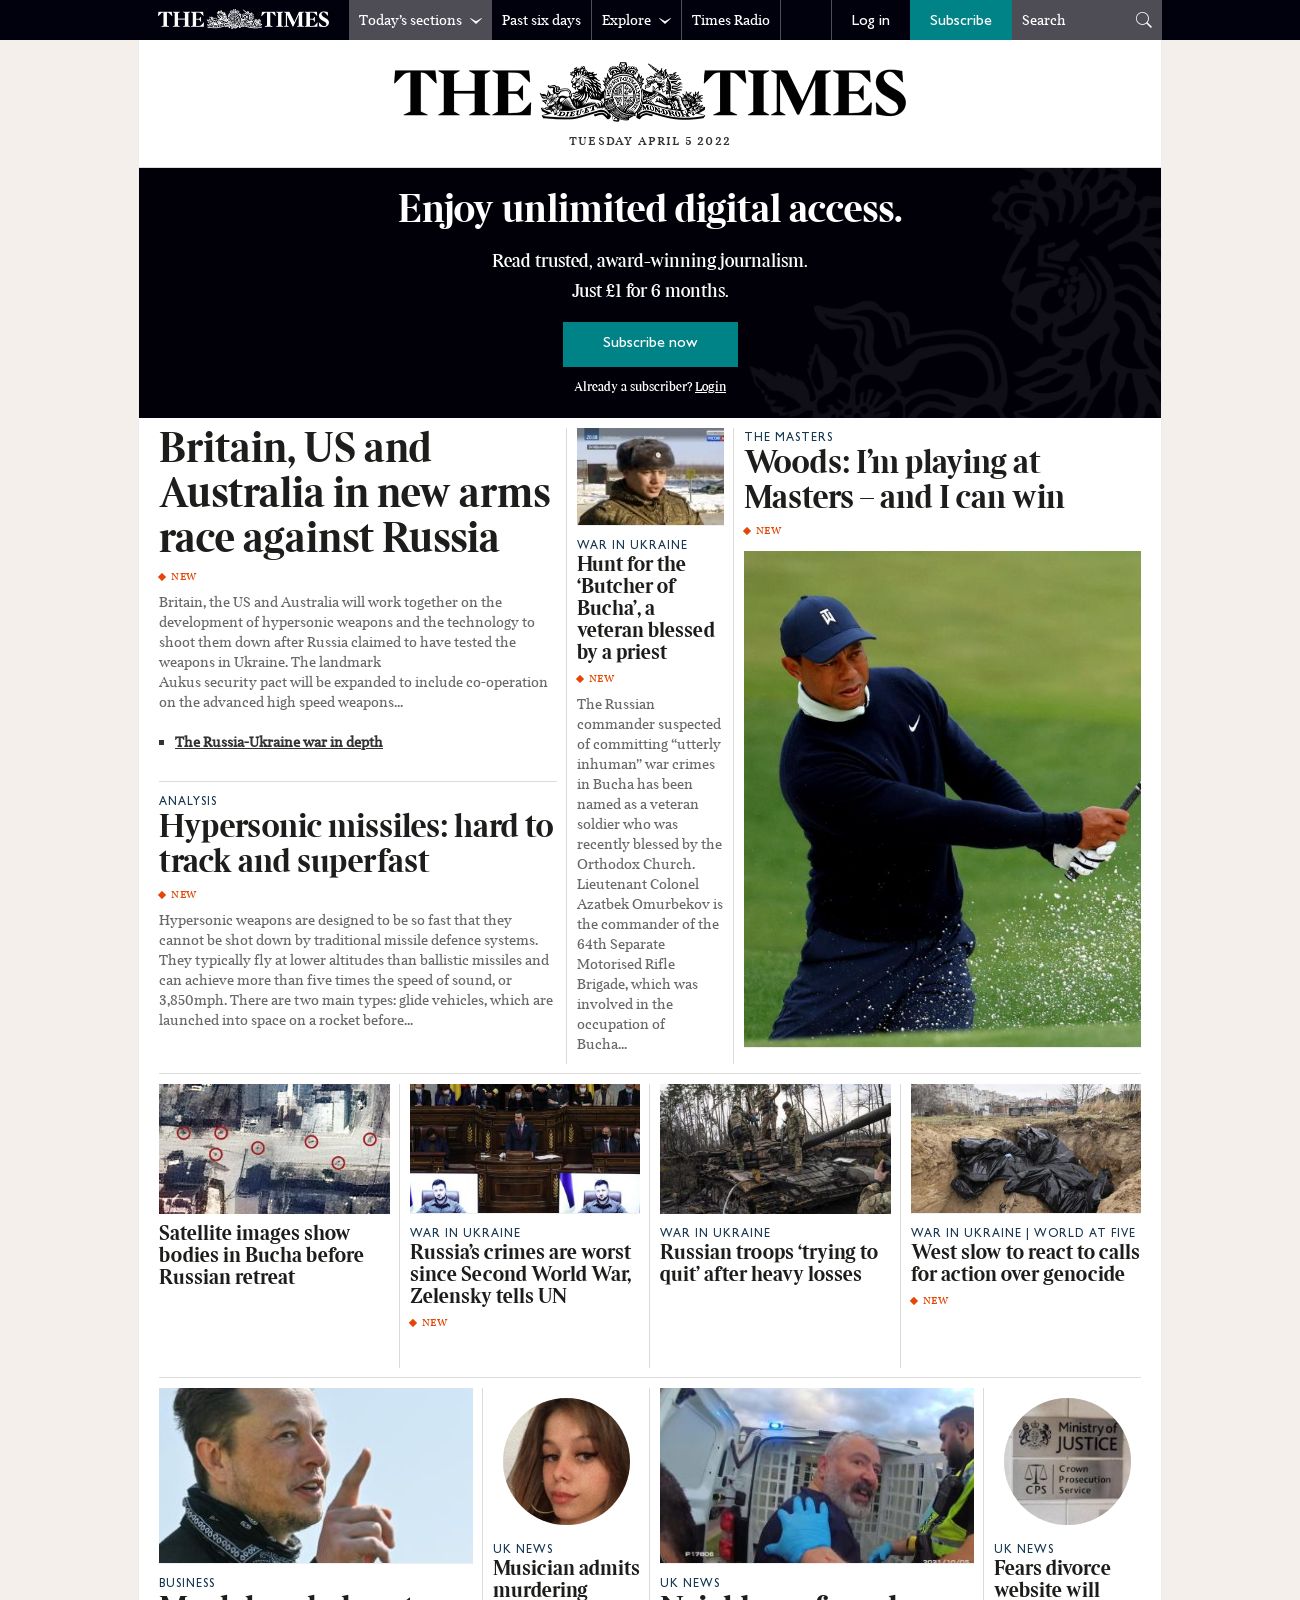 THE TIMES
Today's sections
Past six days
Explore
Times Radio
Log in
Subscribe
Search
THE TIMES
TUESDAY APRIL 5 2022
Enjoy unlimited digital access.
Read trusted, award-winning journalism.
Just £1 for 6 months.
Subscribe now
Already a subscriber? Login
Britain, US and
Australia in new arms
race against Russia
NEW
Britain, the US and Australia will work together on the
development of hypersonic weapons and the technology to
shoot them down after Russia claimed to have tested the
weapons in Ukraine. The landmark
Aukus security pact will be expanded to include co-operation
on the advanced high speed weapons...
The Russia-Ukraine war in depth
ANALYSIS
Hypersonic missiles: hard to
track and superfast
NEW
Hypersonic weapons are designed to be so fast that they
cannot be shot down by traditional missile defence systems.
They typically fly at lower altitudes than ballistic missiles and
can achieve more than five times the speed of sound, or
3,850mph. There are two main types: glide vehicles, which are
launched into space on a rocket before...
WAR IN UKRAINE
Hunt for the
‘Butcher of
Bucha’, a
veteran blessed
by a priest
NEW
The Russian
commander suspected
of committing “utterly
inhuman” war crimes
in Bucha has been
named as a veteran
soldier who was
recently blessed by the
Orthodox Church.
Lieutenant Colonel
Azatbek Omurbekov is
the commander of the
64th Separate
Motorised Rifle
Brigade, which was
involved in the
occupation of
Bucha...
THE MASTERS
Woods: I’m playing at
Masters – and I can win
NEW
Satellite images show
bodies in Bucha before
Russian retreat
WAR IN UKRAINE
Russia’s crimes are worst
since Second World War,
Zelensky tells UN
NEW
WAR IN UKRAINE
Russian troops ‘trying to
quit’ after heavy losses
WAR IN UKRAINE | WORLD AT FIVE
West slow to react to calls
for action over genocide
NEW
BUSINESS
UK NEWS
Musician admits
murdering
P17806
UK NEWS
Ministry of
JUSTICE
CPS
Crown
Prosecution
Service
UK NEWS
Fears divorce
website will